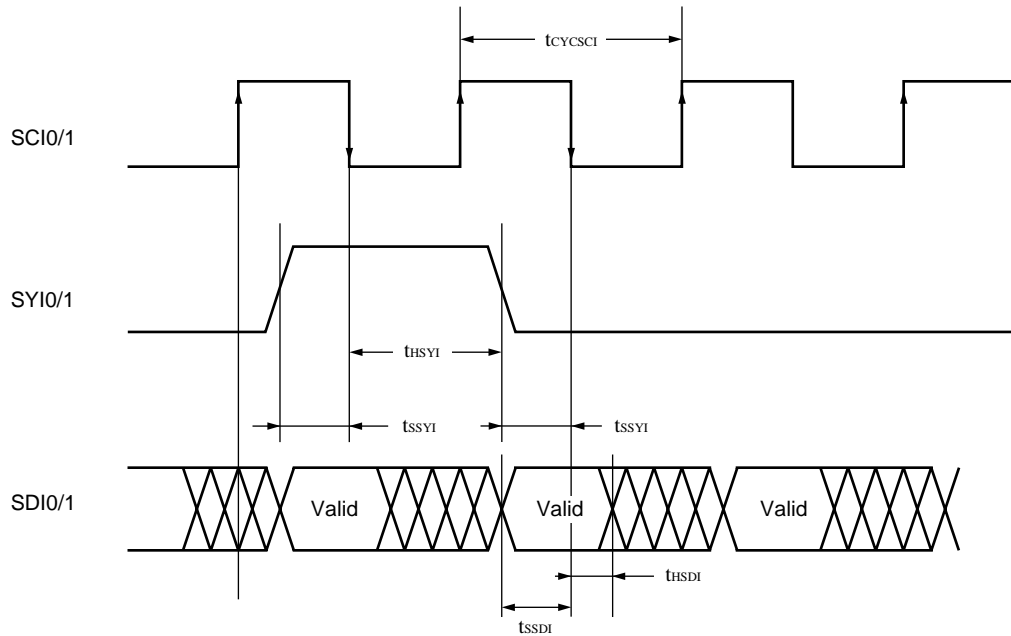 tCYCSCI
SCI0/1
SYI0/1
tHSYI
tSSYI tSSYI
SDI0/1 Valid Valid Valid
tHSDI
tSSDI